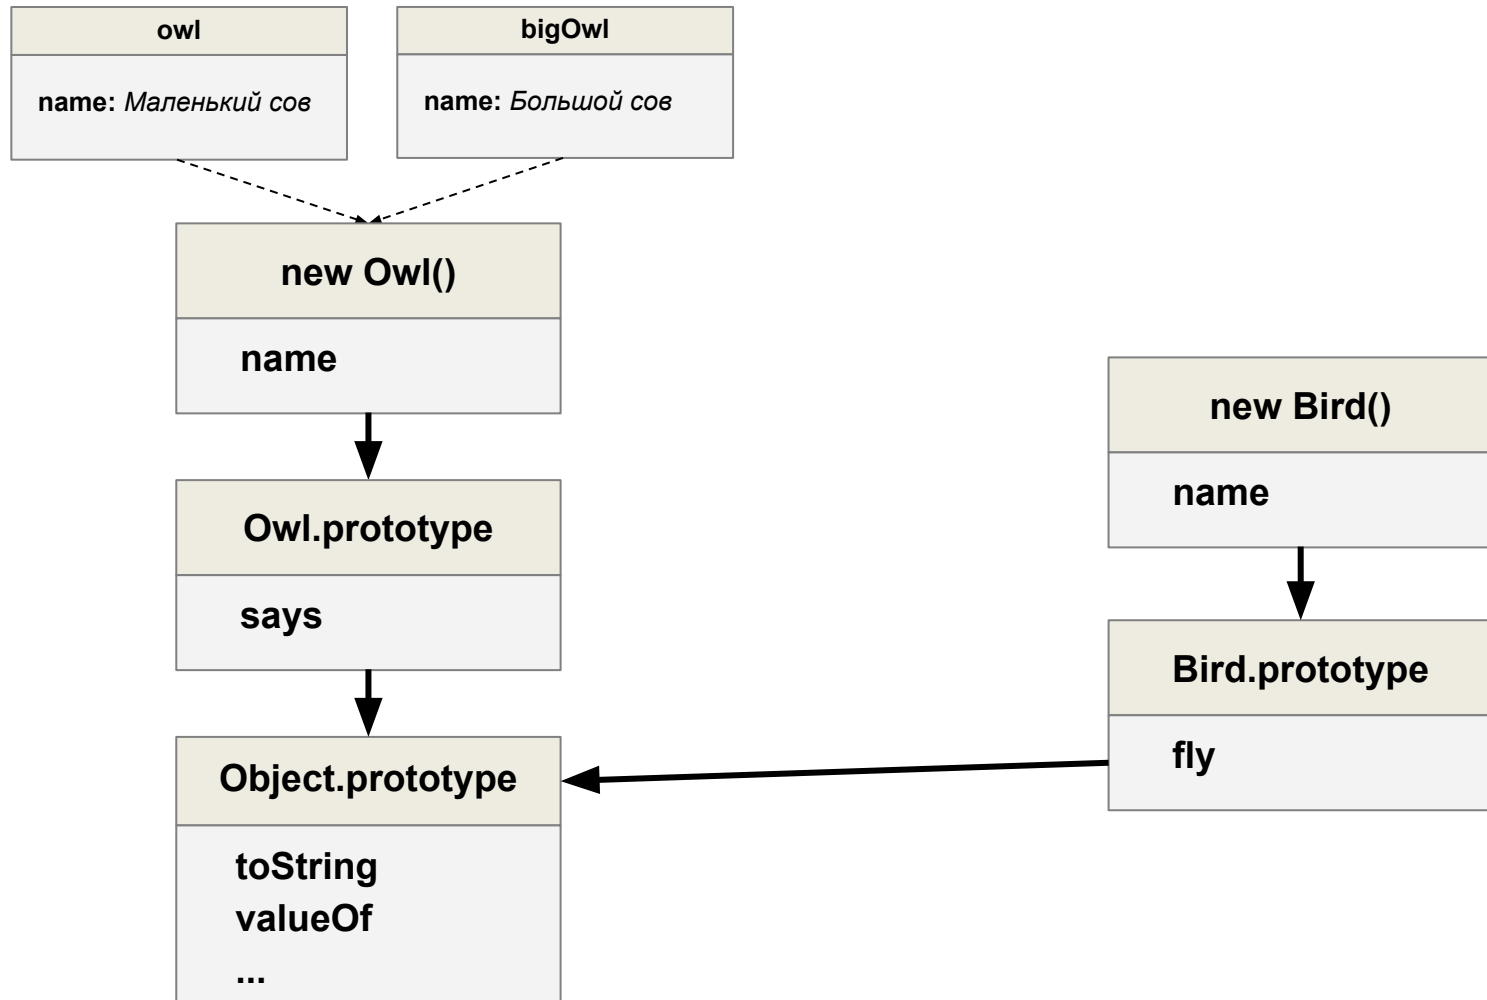 owl
name: Маленький сов
bigOwl
name: Большой сов
new Owl()
name
Owl.prototype
says
Object.prototype
toString
valueOf
...
new Bird()
name
Bird.prototype
fly